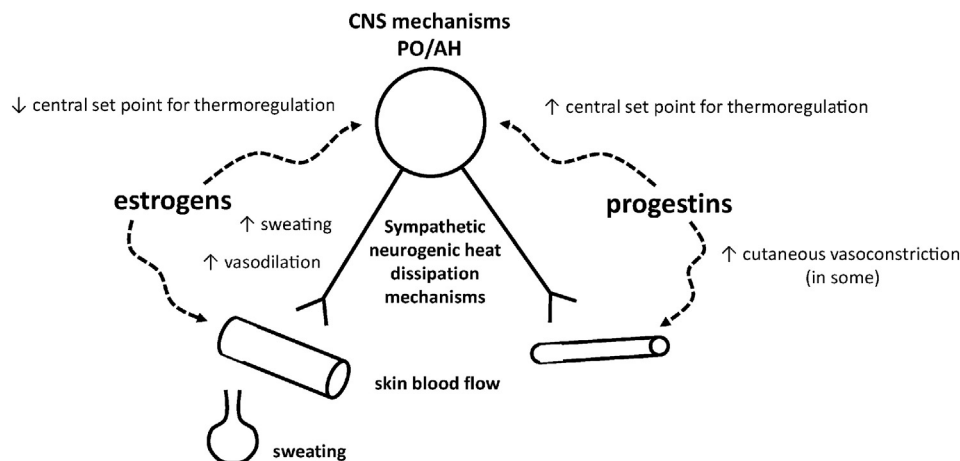 CNS mechanisms
PO/AH
↓ central set point for thermoregulation
↑ central set point for thermoregulation
estrogens
progestins
↑ sweating
↑ vasodilation
Sympathetic
neurogenic heat
dissipation
mechanisms
↑ cutaneous vasoconstriction
(in some)
skin blood flow
sweating